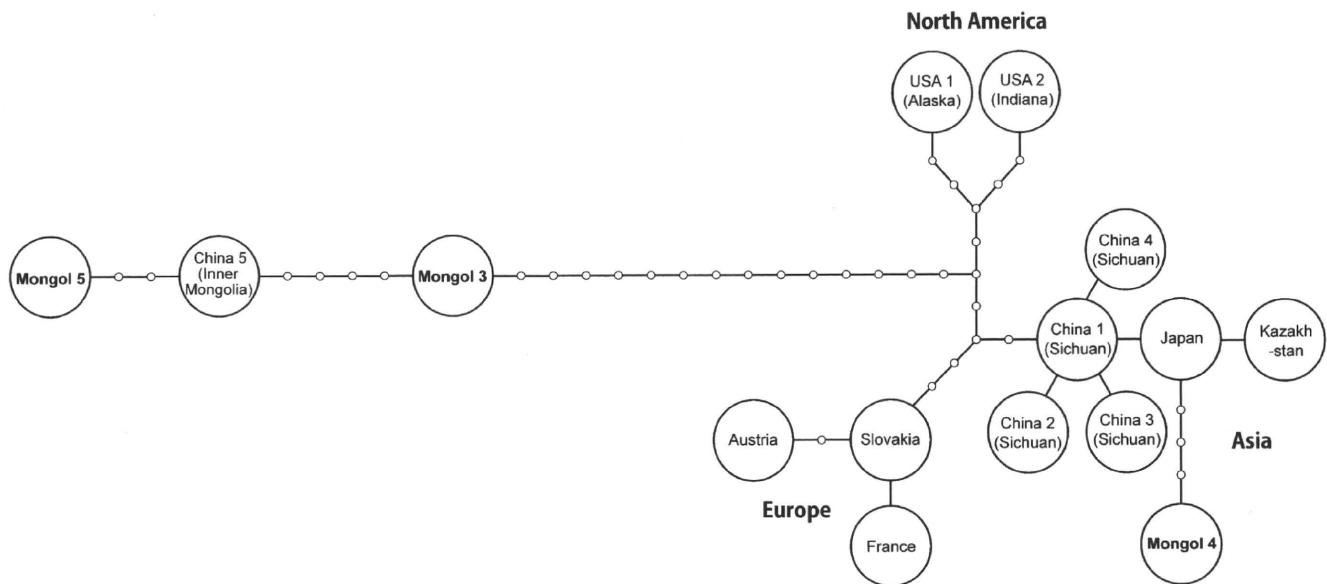 North America
USA 1
(Alaska)
USA 2
(Indiana)
Mongol 5
China 5
(Inner
Mongolia)
Mongol 3
China 4
(Sichuan)
China 1
(Sichuan)
Japan
Kazakh
-stan
China 2
(Sichuan)
China 3
(Sichuan)
Asia
Austria
Slovakia
Europe
France
Mongol 4